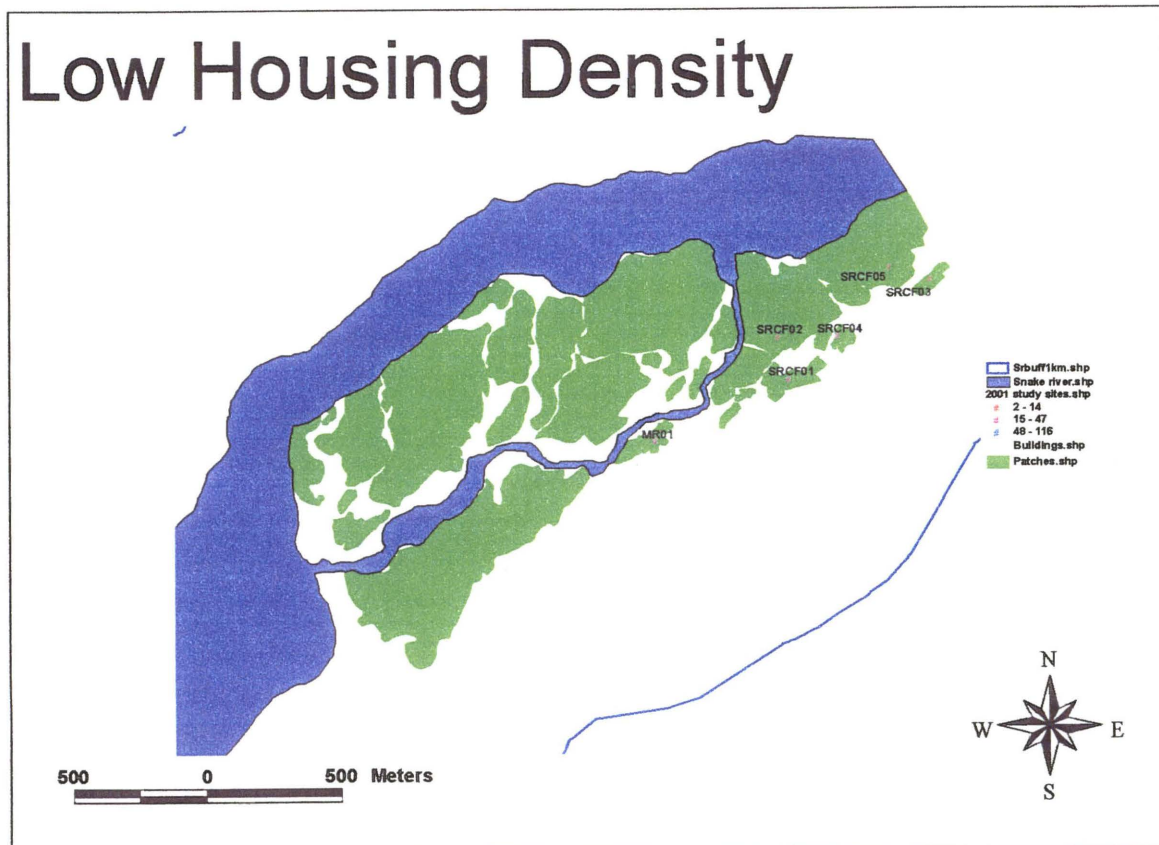 Low Housing Density
SRCF05
SRCF03
SRCF02
SRCF04
SRCF01
MR01
Srbuff1km.shp
Snake river.shp
2001 study sites.shp
2 - 14
15 - 47
48 - 116
Buildings.shp
Patches.shp
N
W
E
S
500 0 500 Meters